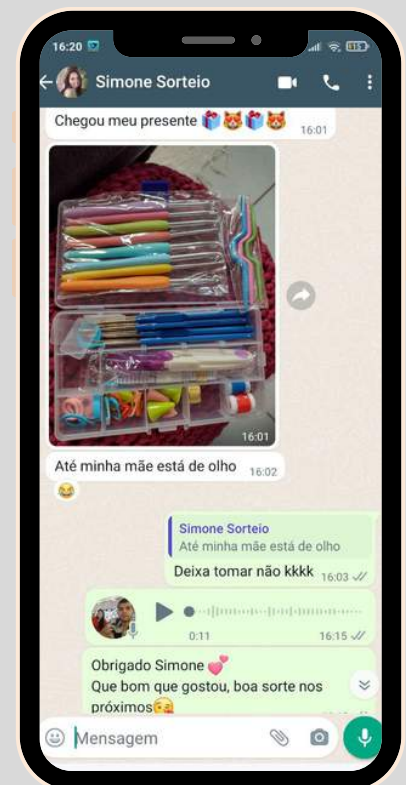 16:20
Simone Sorteio
Chegou meu presente 🎁😻🎁😻
16:01
16:01
Até minha mãe está de olho 16:02
😂
Simone Sorteio
Até minha mãe está de olho
Deixa tomar não kkkk 16:03
0:11 16:15
Obrigado Simone 💕
Que bom que gostou, boa sorte nos
próximos😘
Mensagem